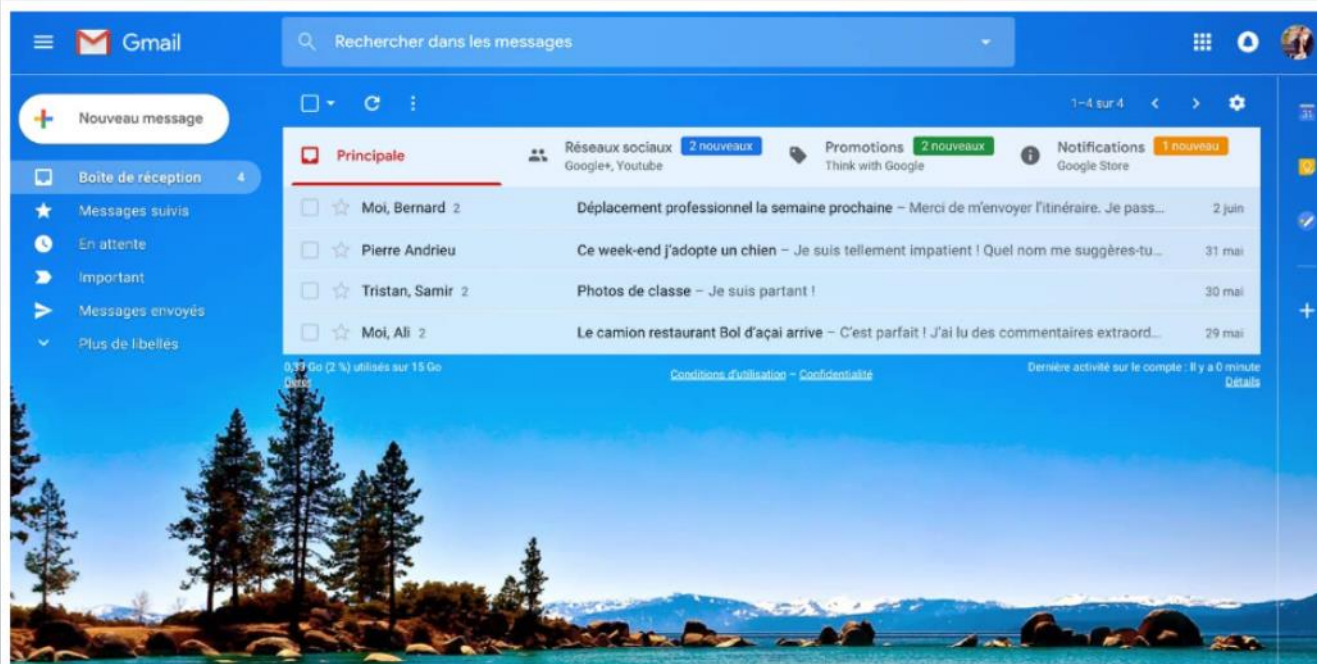 Gmail
Rechercher dans les messages
Nouveau message
1–4 sur 4
31
Principale
Réseaux sociaux 2 nouveaux
Google+, Youtube
Promotions 2 nouveaux
Think with Google
Notifications 1 nouveau
Google Store
Boîte de réception 4
Messages suivis
En attente
Important
Messages envoyés
Plus de libellés
Moi, Bernard 2 Déplacement professionnel la semaine prochaine – Merci de m'envoyer l'itinéraire. Je pass... 2 juin
Pierre Andrieu Ce week-end j'adopte un chien – Je suis tellement impatient ! Quel nom me suggères-tu... 31 mai
Tristan, Samir 2 Photos de classe – Je suis partant ! 30 mai
Moi, Ali 2 Le camion restaurant Bol d'açai arrive – C'est parfait ! J'ai lu des commentaires extraord... 29 mai
Go (2 %) utilisés sur 15 Go
Conditions d'utilisation – Confidentialité
Dernière activité sur le compte : Il y a 0 minute
Détails